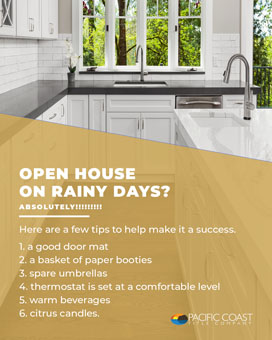 OPEN HOUSE
ON RAINY DAYS?
ABSOLUTELY!!!!!!!!!
Here are a few tips to help make it a success.
1. a good door mat
2. a basket of paper booties
3. spare umbrellas
4. thermostat is set at a comfortable level
5. warm beverages
6. citrus candles.
PACIFIC COAST
TITLE COMPANY